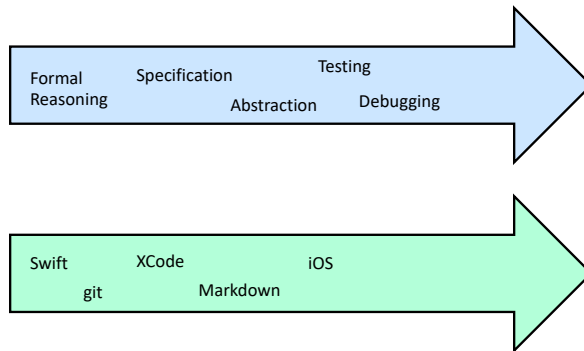 Formal
Reasoning
Specification
Testing
Abstraction
Debugging
Swift
XCode
iOS
git
Markdown